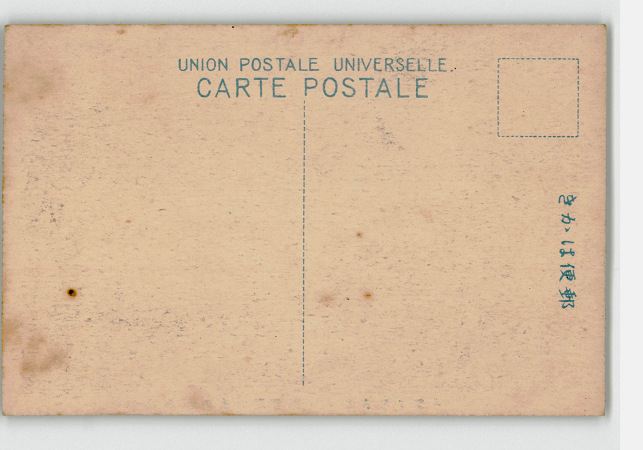 UNION POSTALE UNIVERSELLE.
CARTE POSTALE
きかは便郵